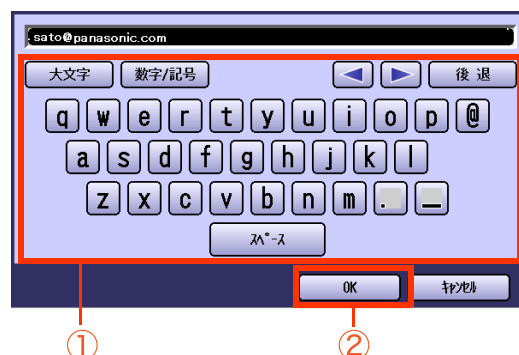 .sato@panasonic.com
大文字 数字/記号 後退
q w e r t y u i o p @
a s d f g h j k l
z x c v b n m . _
ｽﾍﾟｰｽ
OK ｷｬﾝｾﾙ
① ②